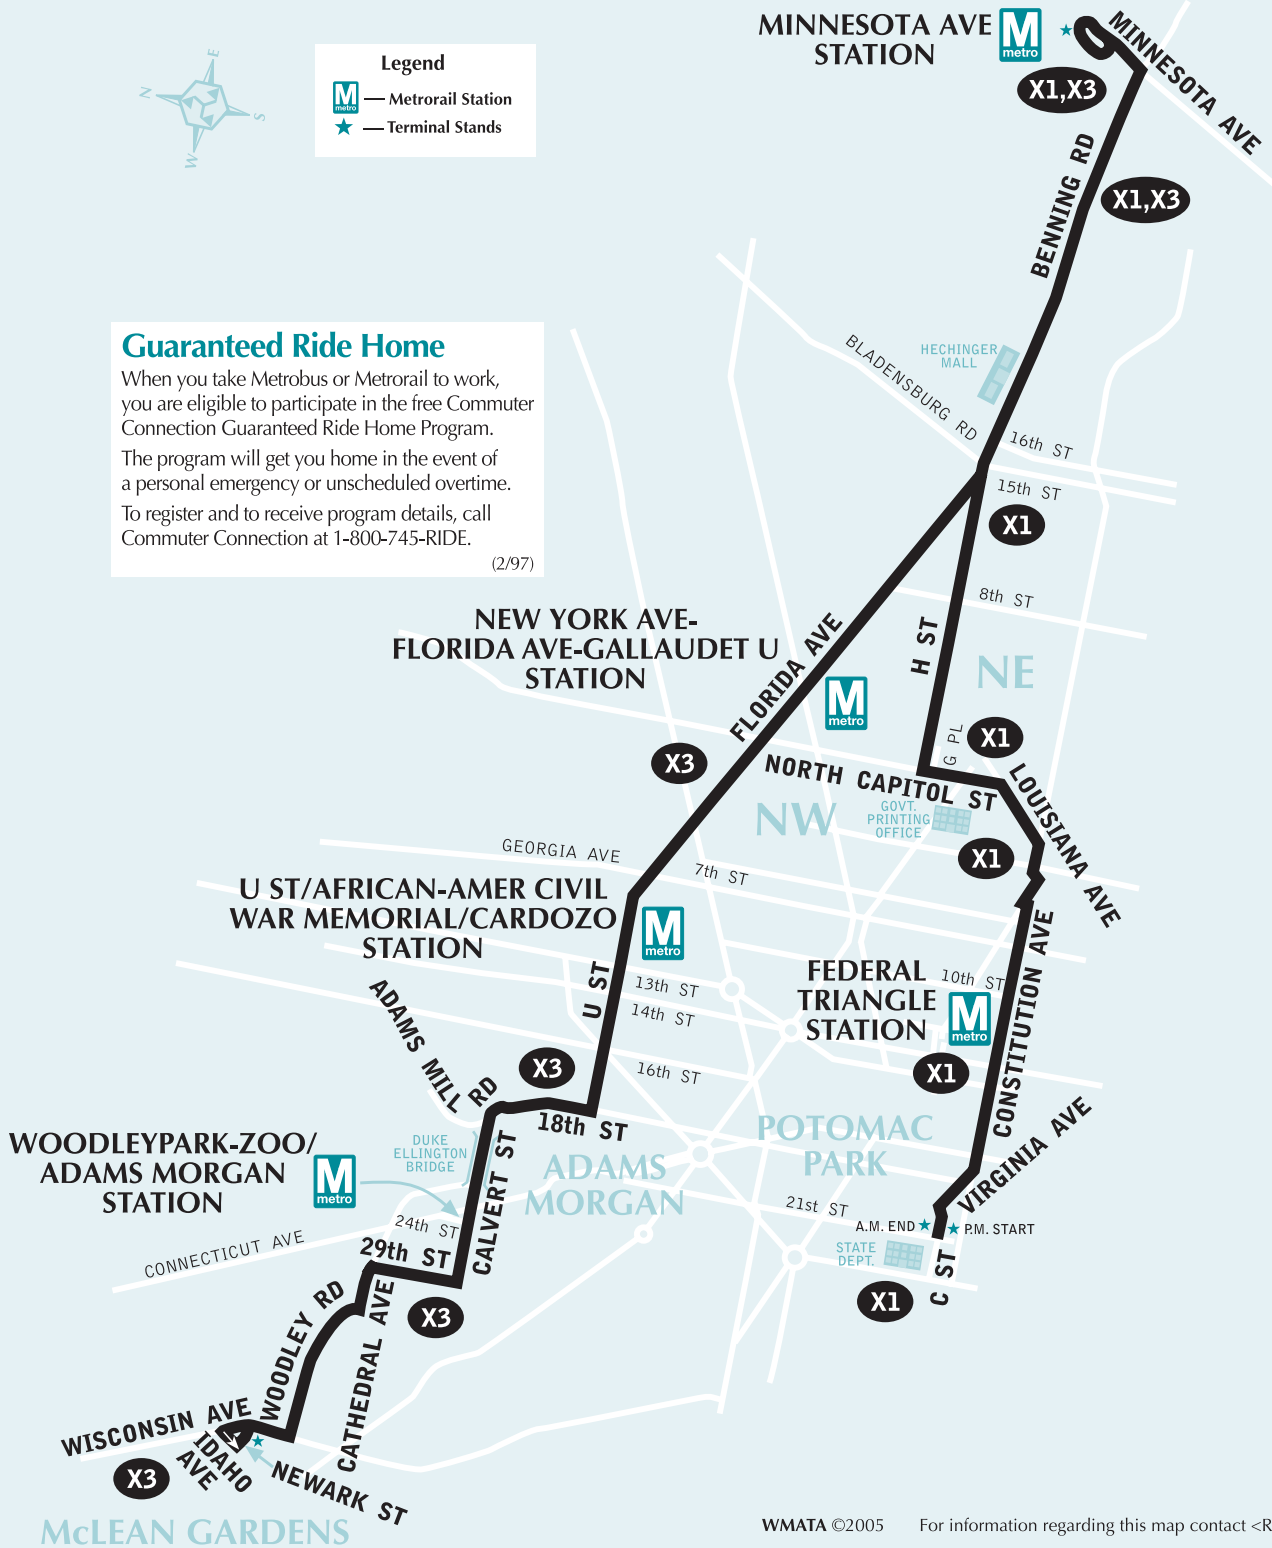 MINNESOTA AVE
STATION
M
metro
MINNESOTA AVE
X1,X3
N
E
S
W
Legend
M
metro
— Metrorail Station
★ — Terminal Stands
BENNING RD
X1,X3
Guaranteed Ride Home
When you take Metrobus or Metrorail to work,
you are eligible to participate in the free Commuter
Connection Guaranteed Ride Home Program.
The program will get you home in the event of
a personal emergency or unscheduled overtime.
To register and to receive program details, call
Commuter Connection at 1-800-745-RIDE.
(2/97)
HECHINGER
MALL
BLADENSBURG RD
16th ST
15th ST
X1
8th ST
NEW YORK AVE-
FLORIDA AVE-GALLAUDET U
STATION
M
metro
FLORIDA AVE
H ST
NE
G PL
X1
X3
NORTH CAPITOL ST
LOUISIANA AVE
NW
GOVT.
PRINTING
OFFICE
X1
GEORGIA AVE
7th ST
U ST/AFRICAN-AMER CIVIL
WAR MEMORIAL/CARDOZO
STATION
M
metro
U ST
13th ST
14th ST
16th ST
FEDERAL
TRIANGLE
STATION
M
metro
10th ST
CONSTITUTION AVE
X1
ADAMS MILL RD
X3
18th ST
WOODLEYPARK-ZOO/
ADAMS MORGAN
STATION
M
metro
DUKE
ELLINGTON
BRIDGE
CALVERT ST
ADAMS
MORGAN
POTOMAC
PARK
VIRGINIA AVE
21st ST
A.M. END
P.M. START
STATE
DEPT.
C ST
X1
24th ST
CONNECTICUT AVE
29th ST
X3
WOODLEY RD
CATHEDRAL AVE
WISCONSIN AVE
IDAHO
AVE
X3
NEWARK ST
McLEAN GARDENS
WMATA ©2005 For information regarding this map contact <R